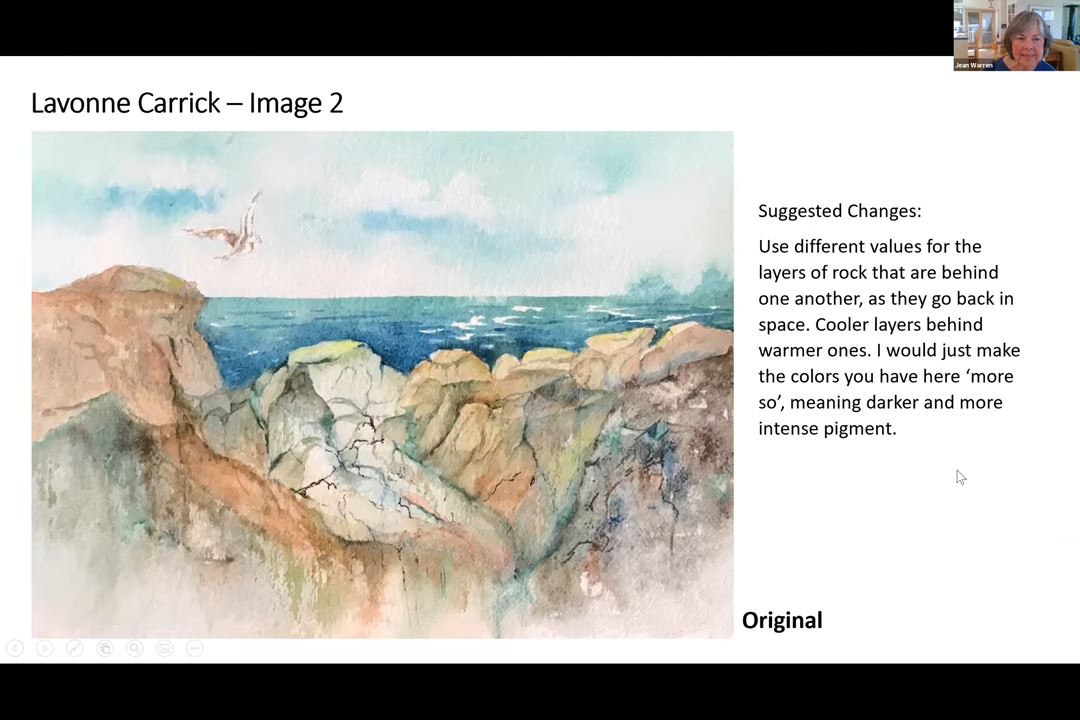 Jean Warren
Lavonne Carrick – Image 2
Suggested Changes:
Use different values for the
layers of rock that are behind
one another, as they go back in
space. Cooler layers behind
warmer ones. I would just make
the colors you have here ‘more
so’, meaning darker and more
intense pigment.
Original